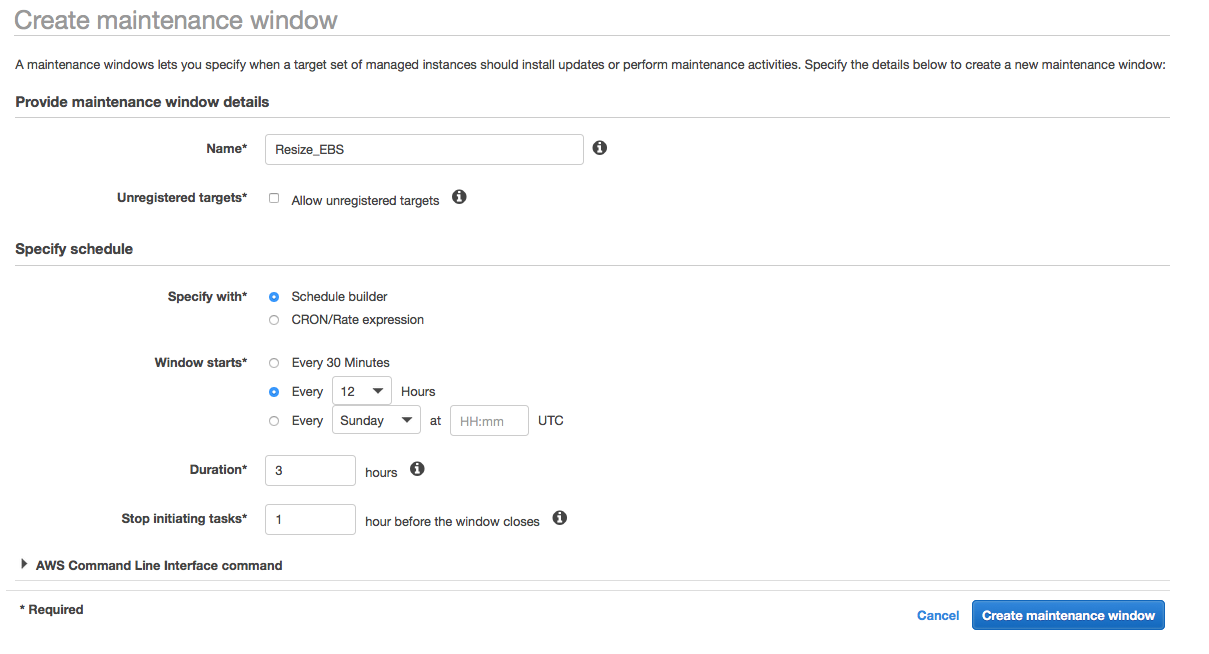 Create maintenance window
A maintenance windows lets you specify when a target set of managed instances should install updates or perform maintenance activities. Specify the details below to create a new maintenance window:
Provide maintenance window details
Name* Resize_EBS
Unregistered targets* Allow unregistered targets
Specify schedule
Specify with* Schedule builder
CRON/Rate expression
Window starts* Every 30 Minutes
Every 12 Hours
Every Sunday at HH:mm UTC
Duration* 3 hours
Stop initiating tasks* 1 hour before the window closes
AWS Command Line Interface command
* Required
Cancel Create maintenance window